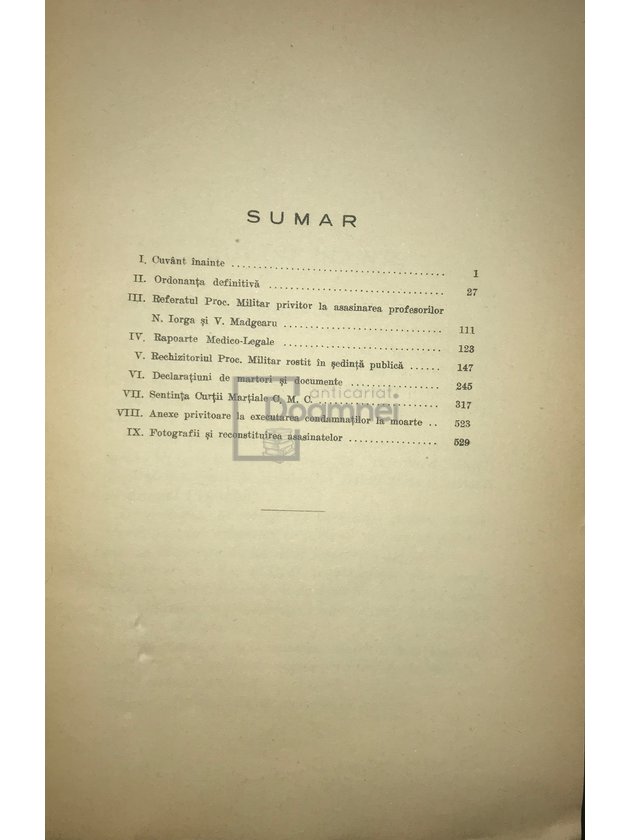 SUMAR
I. Cuvânt înainte ........................................ 1
II. Ordonanța definitivă ........................................ 27
III. Referatul Proc. Militar privitor la asasinarea profesorilor
N. Iorga și V. Madgearu ........................................ 111
IV. Rapoarte Medico-Legale ........................................ 123
V. Rechizitoriul Proc. Militar rostit în ședință publică ...... 147
VI. Declarațiuni de martori și documente .................... 245
VII. Sentința Curții Marțiale C. M. C. .................... 317
VIII. Anexe privitoare la executarea condamnaților la moarte .. 523
IX. Fotografii și reconstituirea asasinatelor ................ 529
anticariat
Doamnei